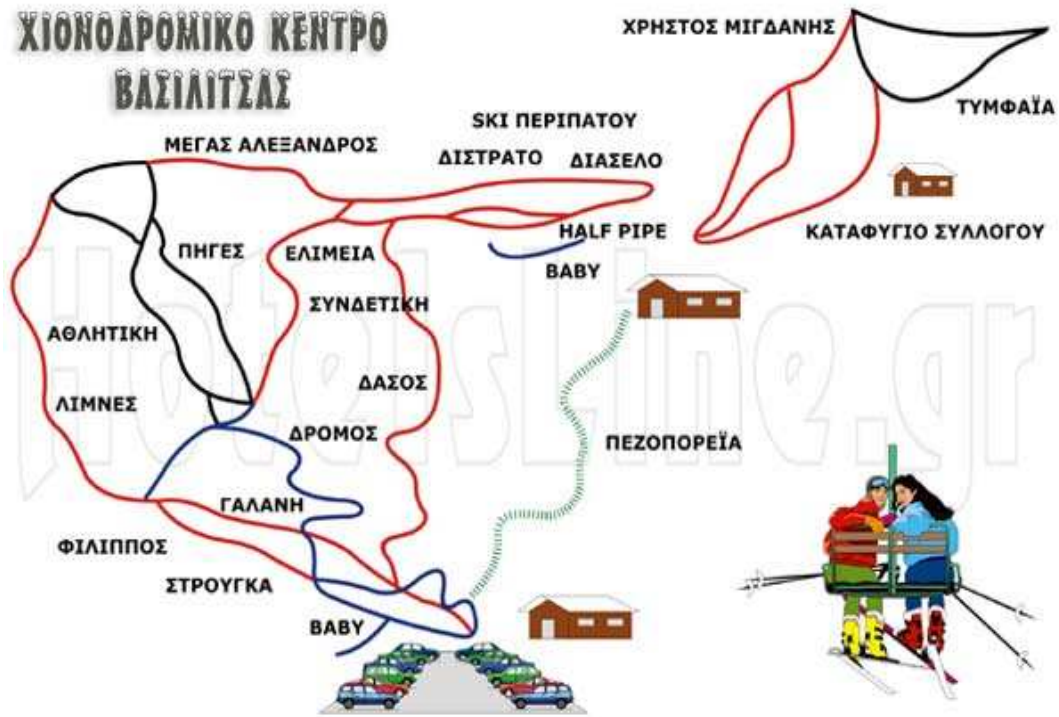 ΧΙΟΝΟΔΡΟΜΙΚΟ ΚΕΝΤΡΟ
ΒΑΣΙΛΙΤΣΑΣ
ΧΡΗΣΤΟΣ ΜΙΓΔΑΝΗΣ
ΤΥΜΦΑΪΑ
SKI ΠΕΡΙΠΑΤΟΥ
ΜΕΓΑΣ ΑΛΕΞΑΝΔΡΟΣ
ΔΙΣΤΡΑΤΟ
ΔΙΑΣΕΛΟ
ΠΗΓΕΣ
ΕΛΙΜΕΙΑ
HALF PIPE
ΚΑΤΑΦΥΓΙΟ ΣΥΛΛΟΓΟΥ
BABY
ΣΥΝΔΕΤΙΚΗ
ΑΘΛΗΤΙΚΗ
ΔΑΣΟΣ
ΛΙΜΝΕΣ
ΔΡΟΜΟΣ
ΠΕΖΟΠΟΡΕΪΑ
ΓΑΛΑΝΗ
ΦΙΛΙΠΠΟΣ
ΣΤΡΟΥΓΚΑ
BABY
HotelsLine.gr